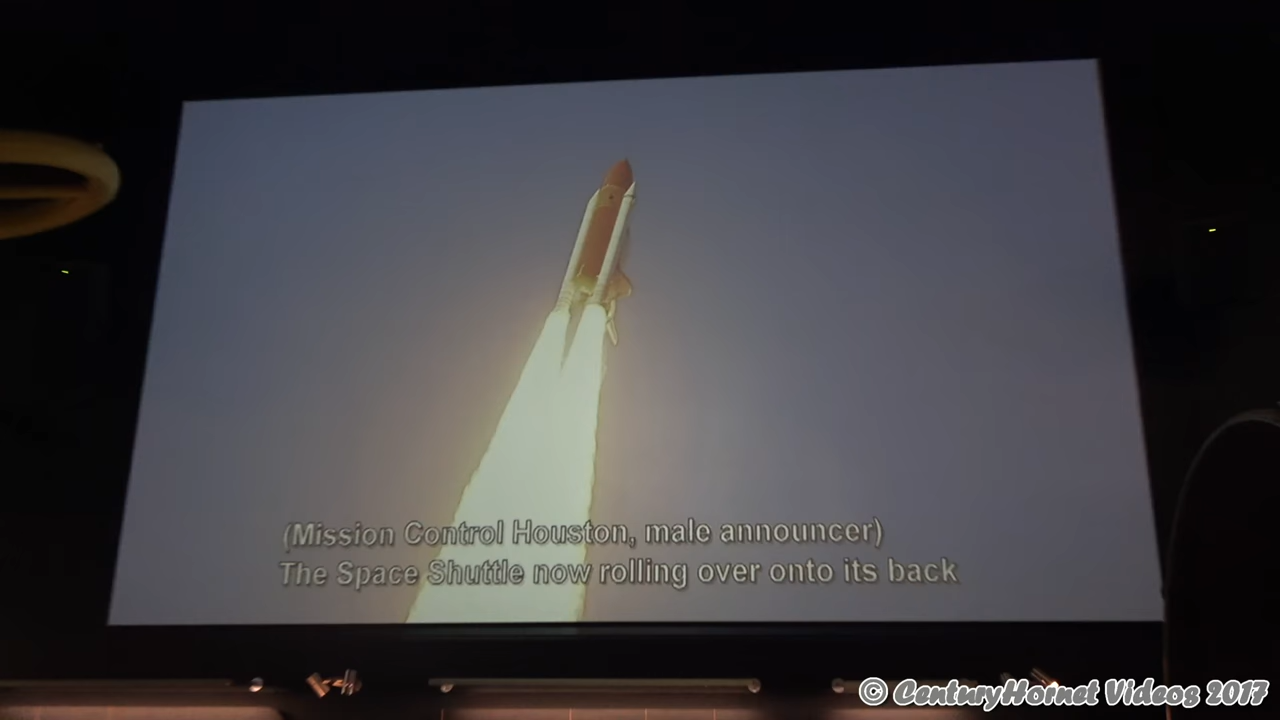 (Mission Control Houston, male announcer)
The Space Shuttle now rolling over onto its back
© CenturyHornet Videos 2017